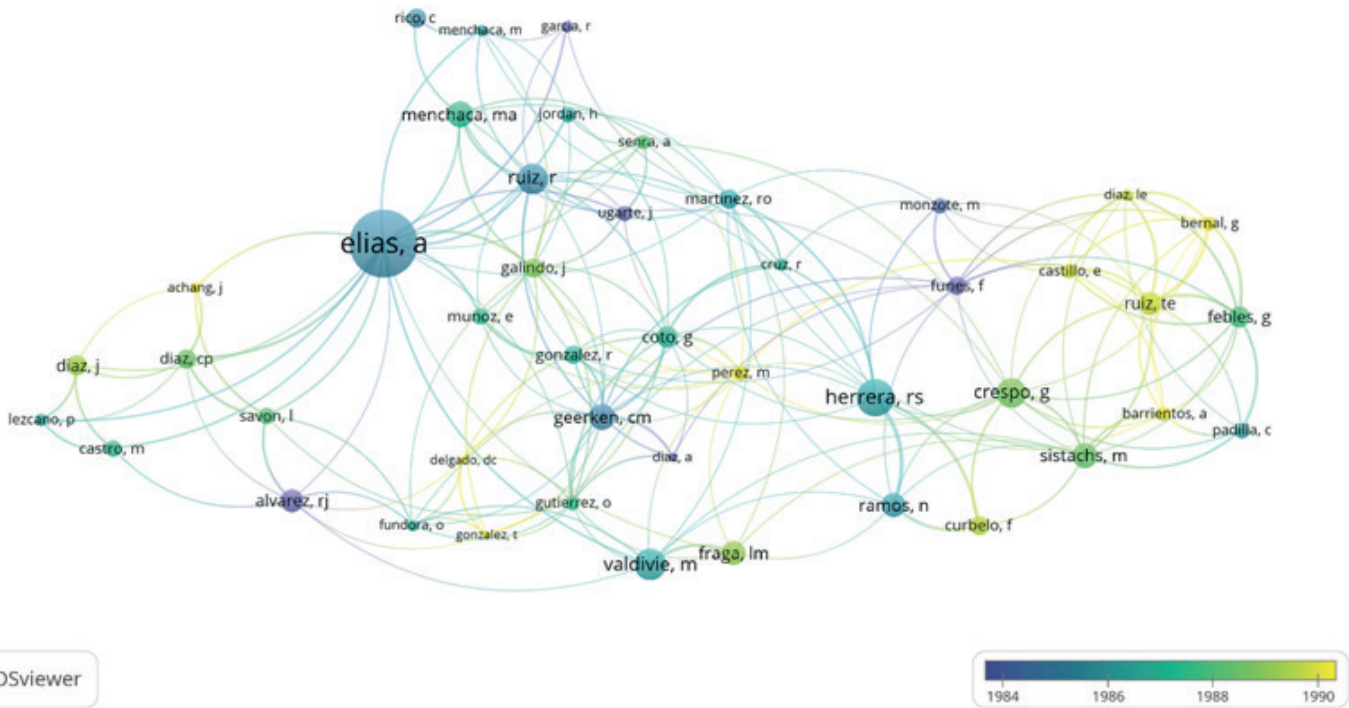 rico, c
menchaca, m
garcia, r
menchaca, ma
jordan, h
senra, a
ruiz, r
martinez, ro
monzote, m
diaz, le
ugarte, j
bernal, g
elias, a
galindo, j
cruz, r
castillo, e
achang, j
funes, f
ruiz, te
munoz, e
febles, g
coto, g
diaz, j
diaz, cp
gonzalez, r
perez, m
herrera, rs
crespo, g
lezcano, p
savon, l
geerken, cm
barrientos, a
padilla, c
castro, m
delgado, dc
diaz, a
sistachs, m
alvarez, rj
gutierrez, o
ramos, n
fundora, o
gonzalez, t
curbelo, f
valdivie, m
fraga, lm
OSviewer
1984 1986 1988 1990